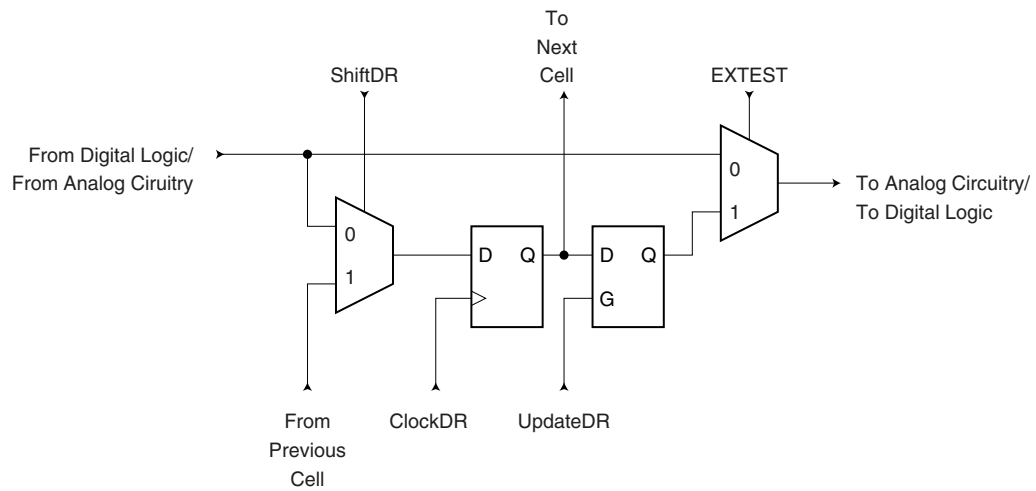 To
Next
Cell
ShiftDR
EXTEST
From Digital Logic/
From Analog Ciruitry
0
1
D Q
D Q
G
0
1
To Analog Circuitry/
To Digital Logic
From
Previous
Cell
ClockDR
UpdateDR